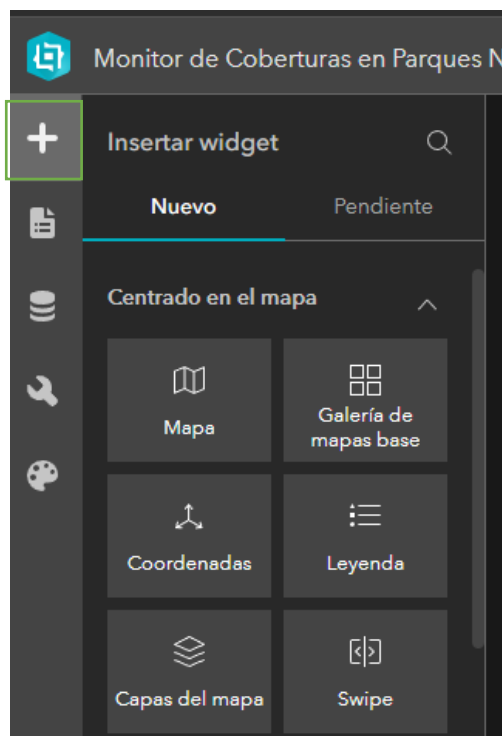 Monitor de Coberturas en Parques N
Insertar widget
Nuevo
Pendiente
Centrado en el mapa
Mapa
Galería de
mapas base
Coordenadas
Leyenda
Capas del mapa
Swipe